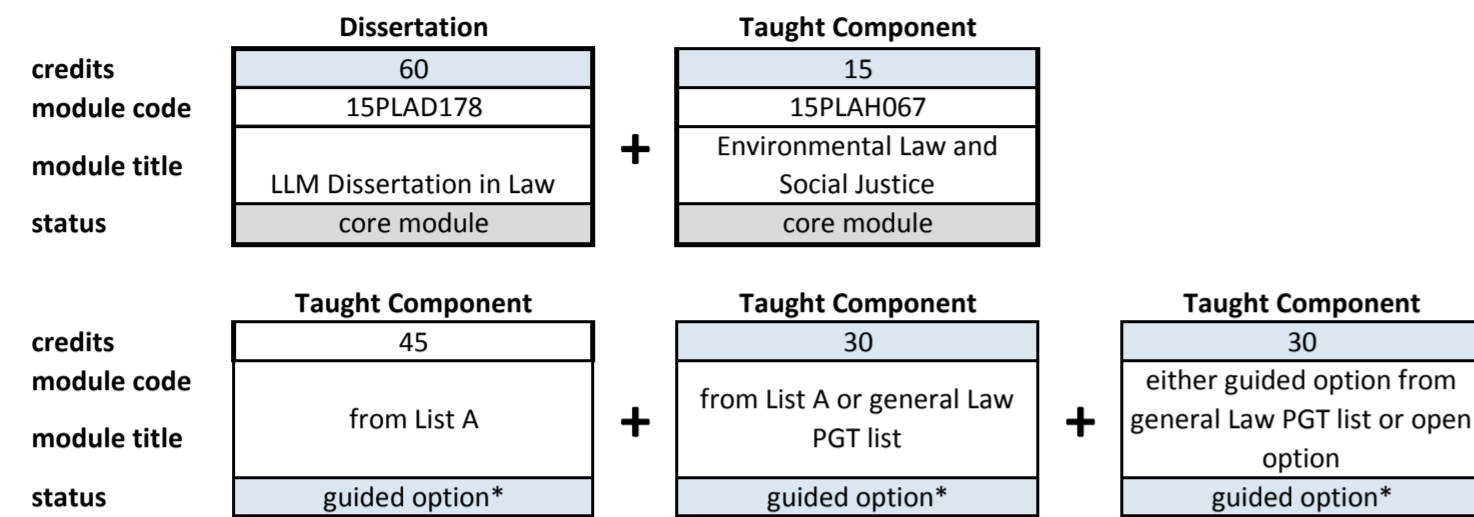 Dissertation Taught Component
credits 60 15
module code 15PLAD178 15PLAH067
module title LLM Dissertation in Law + Environmental Law and
Social Justice
status core module core module
Taught Component Taught Component Taught Component
credits 45 30 30
module code
module title from List A + from List A or general Law
PGT list + either guided option from
general Law PGT list or open
option
status guided option* guided option* guided option*